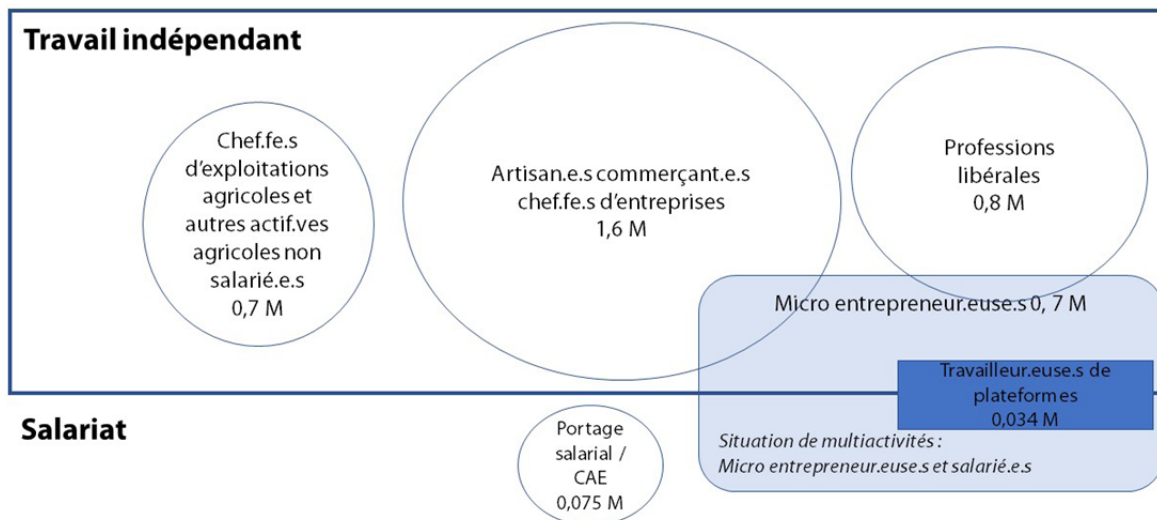 Travail indépendant
Chef.fe.s
d'exploitations
agricoles et
autres actif.ves
agricoles non
salarié.e.s
0,7 M
Artisan.e.s commerçant.e.s
chef.fe.s d'entreprises
1,6 M
Professions
libérales
0,8 M
Micro entrepreneur.euse.s 0, 7 M
Travailleur.euse.s de
plateformes
0,034 M
Salariat
Portage
salarial /
CAE
0,075 M
Situation de multiactivités :
Micro entrepreneur.euse.s et salarié.e.s